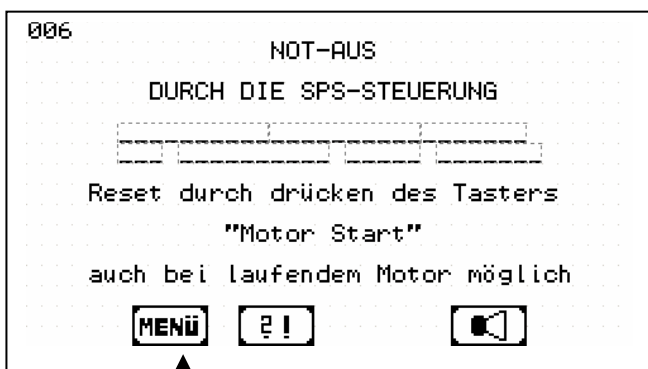 006
NOT-AUS
DURCH DIE SPS-STEUERUNG
Reset durch drücken des Tasters
"Motor Start"
auch bei laufendem Motor möglich
MENÜ ?!